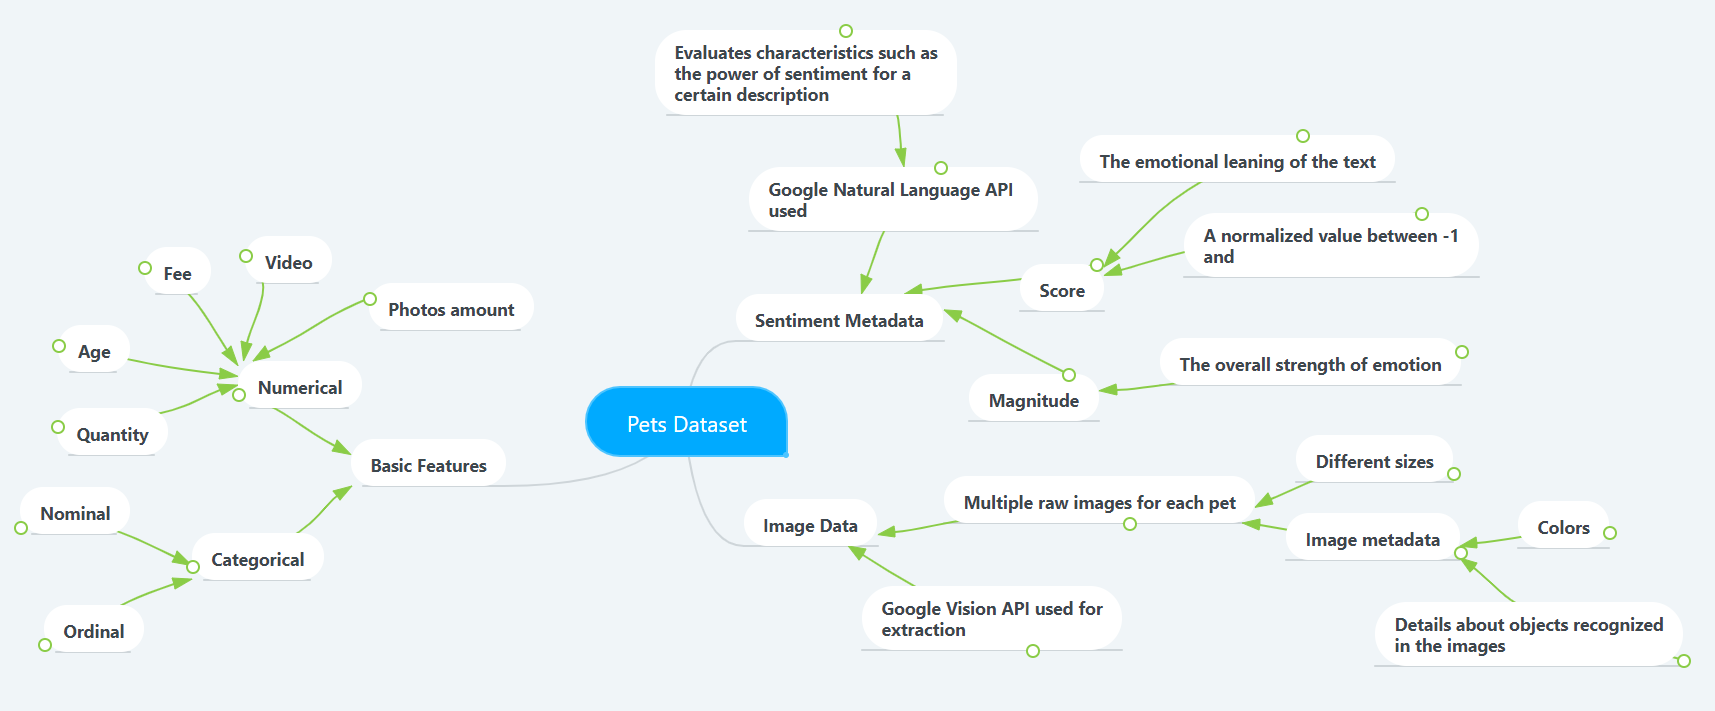 Evaluates characteristics such as
the power of sentiment for a
certain description
Google Natural Language API
used
The emotional leaning of the text
A normalized value between -1
and
Score
Sentiment Metadata
The overall strength of emotion
Magnitude
Fee
Video
Photos amount
Age
Numerical
Quantity
Basic Features
Nominal
Categorical
Ordinal
Pets Dataset
Different sizes
Multiple raw images for each pet
Image Data
Image metadata
Colors
Google Vision API used for
extraction
Details about objects recognized
in the images